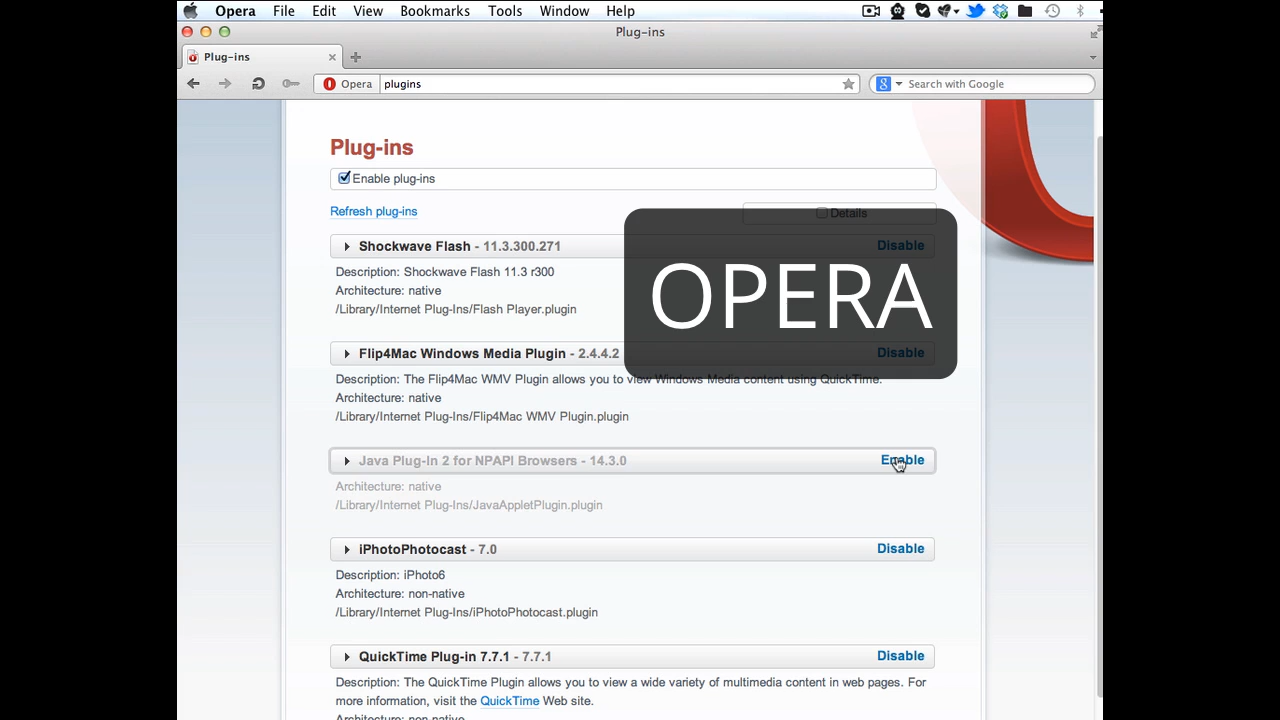 Opera File Edit View Bookmarks Tools Window Help
Plug-ins
Plug-ins
Opera plugins Search with Google
Plug-ins
Enable plug-ins
Refresh plug-ins Details
Shockwave Flash - 11.3.300.271 Disable
Description: Shockwave Flash 11.3 r300
Architecture: native
/Library/Internet Plug-Ins/Flash Player.plugin
OPERA
Flip4Mac Windows Media Plugin - 2.4.4.2 Disable
Description: The Flip4Mac WMV Plugin allows you to view Windows Media content using QuickTime.
Architecture: native
/Library/Internet Plug-Ins/Flip4Mac WMV Plugin.plugin
Java Plug-In 2 for NPAPI Browsers - 14.3.0 Enable
Architecture: native
/Library/Internet Plug-Ins/JavaAppletPlugin.plugin
iPhotoPhotocast - 7.0 Disable
Description: iPhoto6
Architecture: non-native
/Library/Internet Plug-Ins/iPhotoPhotocast.plugin
QuickTime Plug-in 7.7.1 - 7.7.1 Disable
Description: The QuickTime Plugin allows you to view a wide variety of multimedia content in web pages. For
more information, visit the QuickTime Web site.
Architecture: non-native